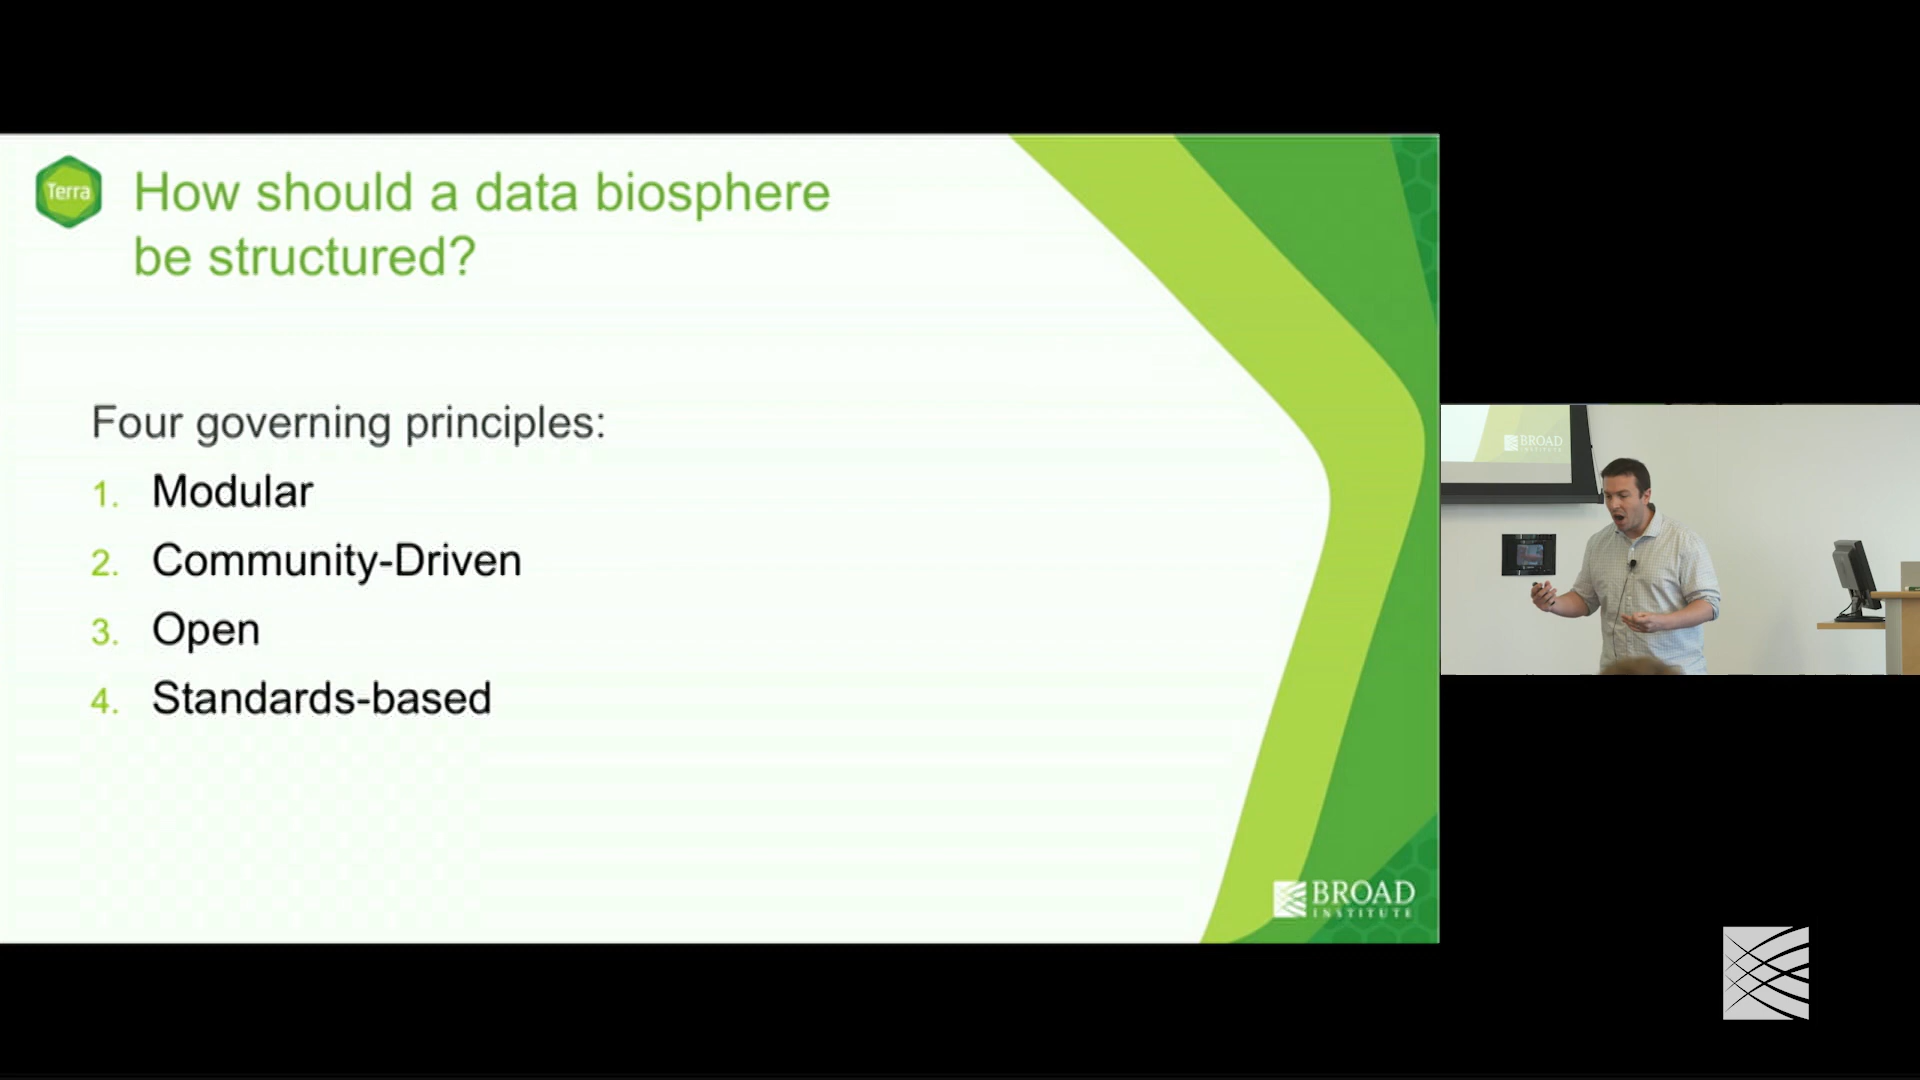 Terra
How should a data biosphere
be structured?
Four governing principles:
1. Modular
2. Community-Driven
3. Open
4. Standards-based
BROAD
INSTITUTE
BROAD
INSTITUTE